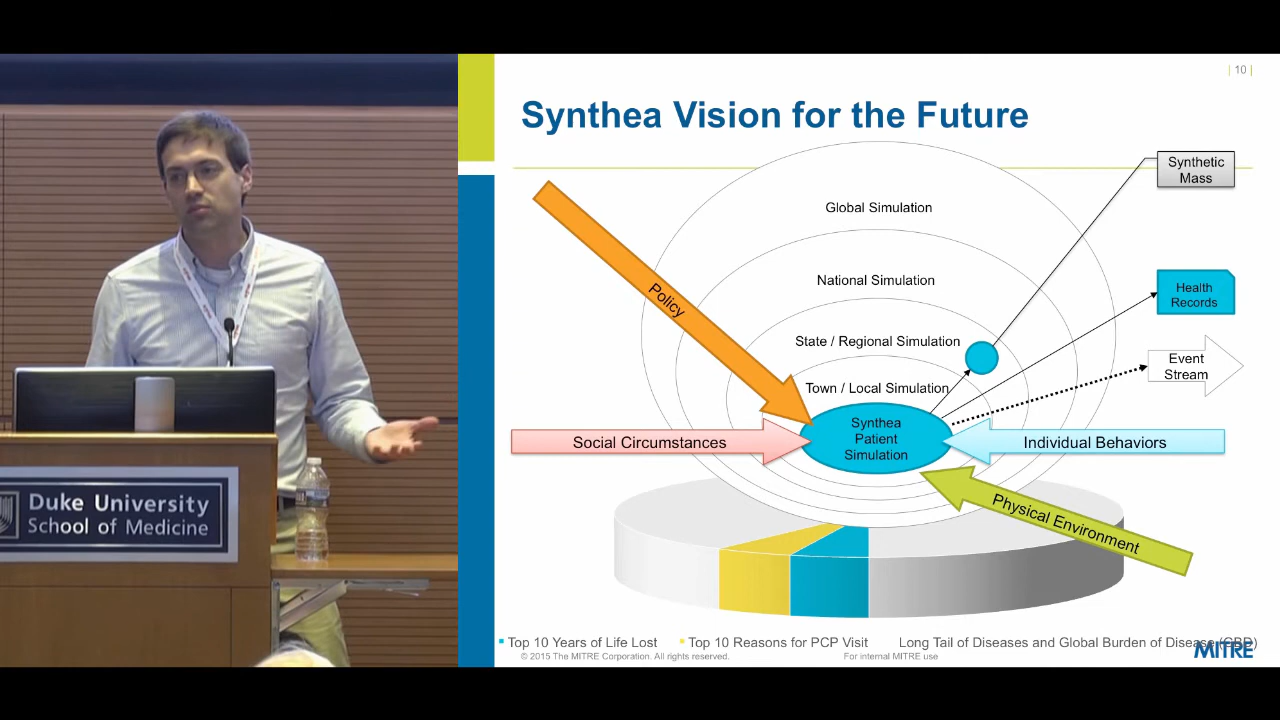 | 10 |
Synthea Vision for the Future
Synthetic
Mass
Global Simulation
National Simulation
Policy
Health
Records
State / Regional Simulation
Event
Stream
Town / Local Simulation
Synthea
Patient
Simulation
Social Circumstances
Individual Behaviors
Physical Environment
Duke University
School of Medicine
Top 10 Years of Life Lost
Top 10 Reasons for PCP Visit
Long Tail of Diseases and Global Burden of Disease (GBD)
© 2015 The MITRE Corporation. All rights reserved.
For internal MITRE use
MITRE